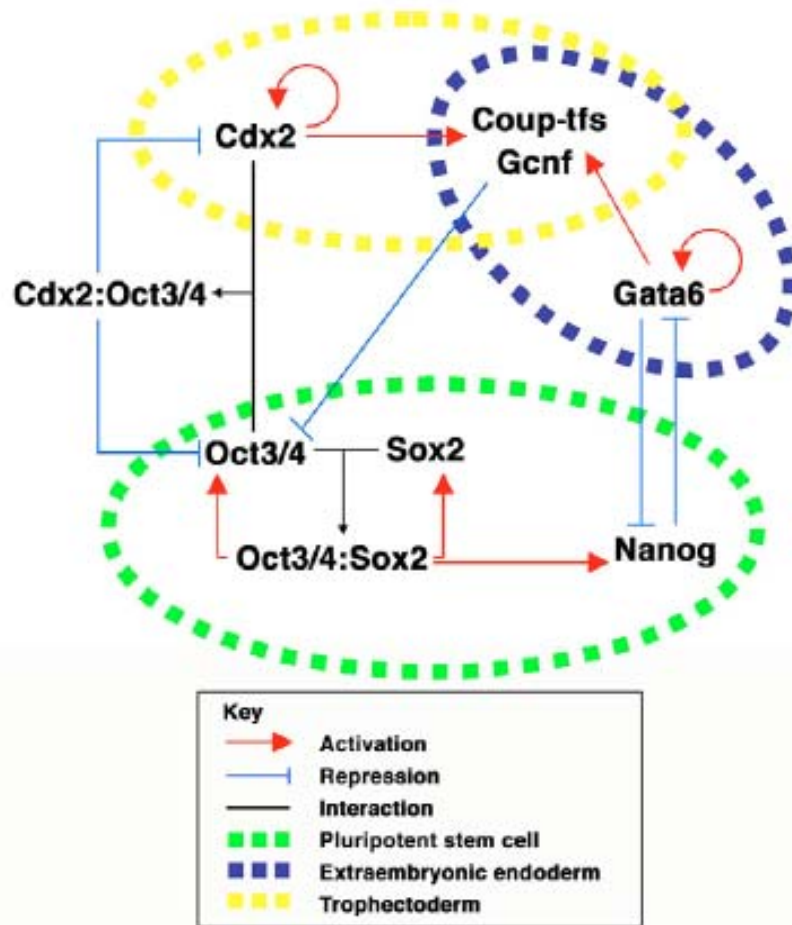 Cdx2
Coup-tfs
Gcnf
Cdx2:Oct3/4
Gata6
Oct3/4
Sox2
Oct3/4:Sox2
Nanog
Key
Activation
Repression
Interaction
Pluripotent stem cell
Extraembryonic endoderm
Trophectoderm